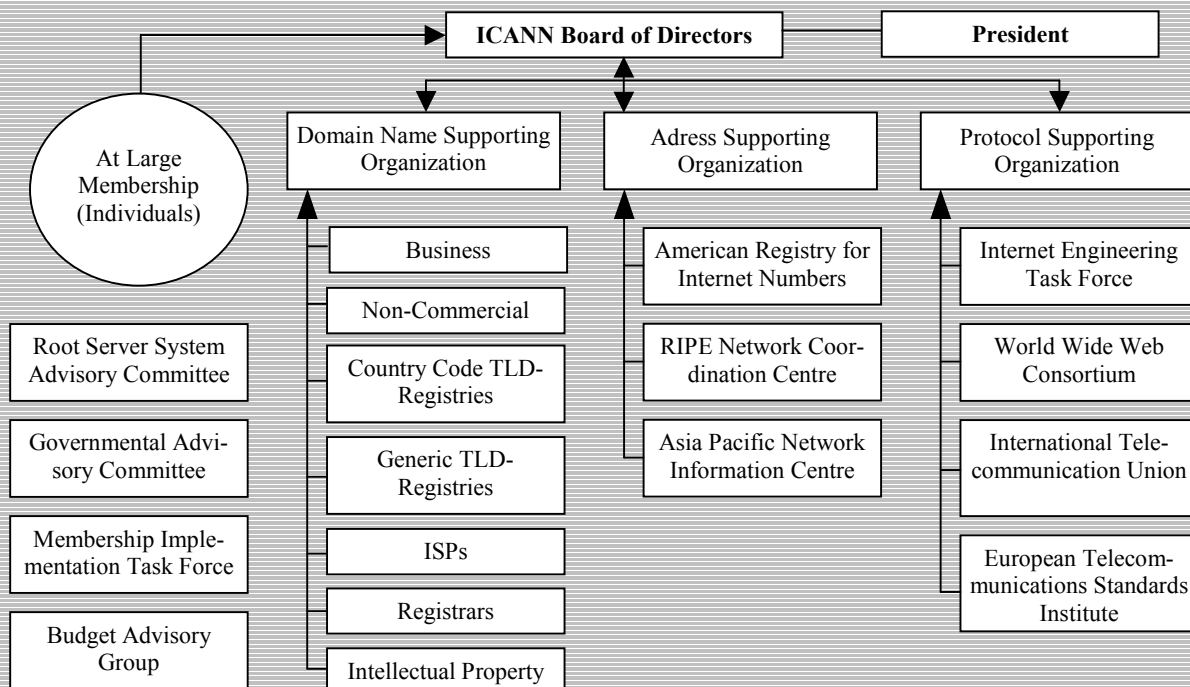 ICANN Board of Directors
President
At Large
Membership
(Individuals)
Domain Name Supporting
Organization
Adress Supporting
Organization
Protocol Supporting
Organization
Root Server System
Advisory Committee
Governmental Advi-
sory Committee
Membership Imple-
mentation Task Force
Budget Advisory
Group
Business
Non-Commercial
Country Code TLD-
Registries
Generic TLD-
Registries
ISPs
Registrars
Intellectual Property
American Registry for
Internet Numbers
RIPE Network Coor-
dination Centre
Asia Pacific Network
Information Centre
Internet Engineering
Task Force
World Wide Web
Consortium
International Tele-
communication Union
European Telecom-
munications Standards
Institute